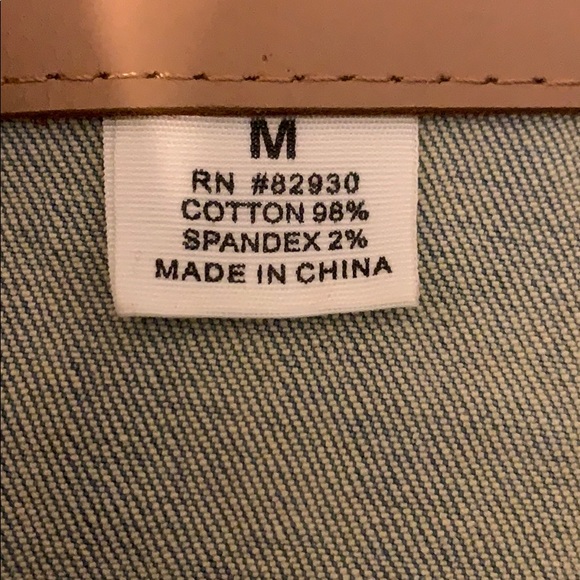 M
RN #82930
COTTON 98%
SPANDEX 2%
MADE IN CHINA